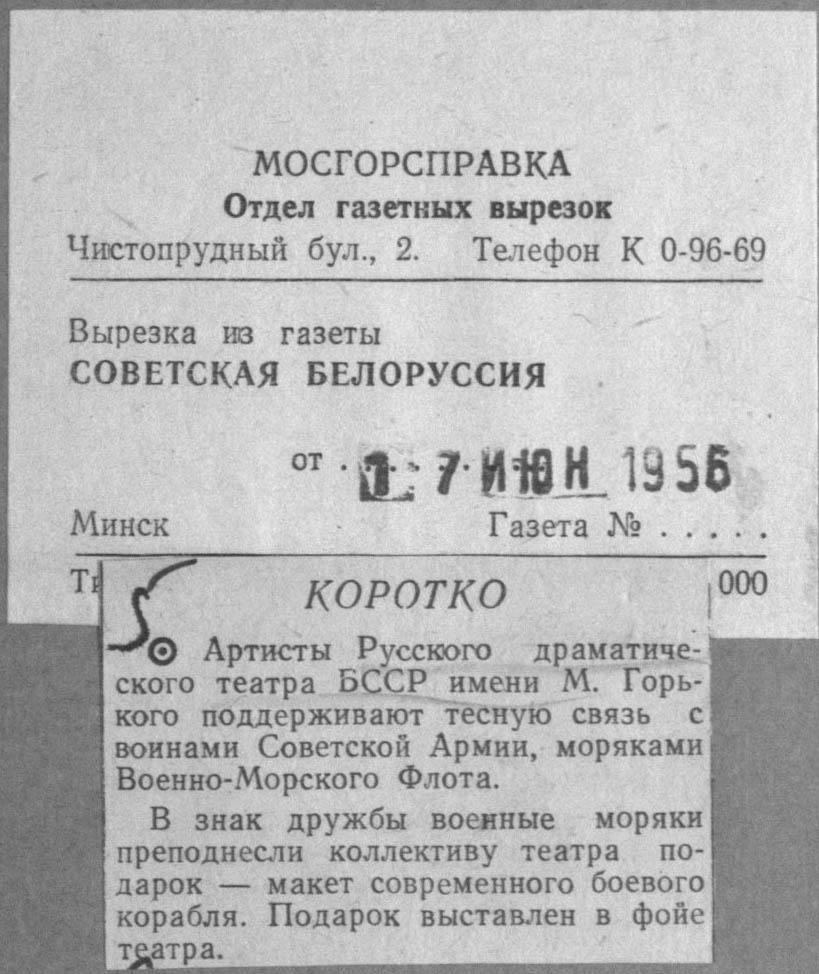 МОСГОРСПРАВКА
Отдел газетных вырезок
Чистопрудный бул., 2. Телефон К 0-96-69
Вырезка из газеты
СОВЕТСКАЯ БЕЛОРУССИЯ
от . 1 7 ИЮН 1956
Минск Газета № . . . . .
000
КОРОТКО
Артисты Русского драматиче-
ского театра БССР имени М. Горь-
кого поддерживают тесную связь с
воинами Советской Армии, моряками
Военно-Морского Флота.
В знак дружбы военные моряки
преподнесли коллективу театра по-
дарок — макет современного боевого
корабля. Подарок выставлен в фойе
театра.